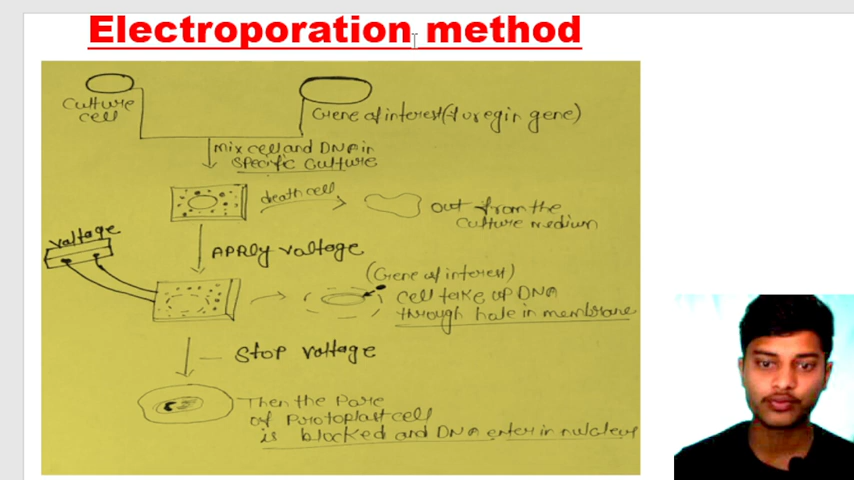 Electroporation method
Culture
cell
Gene of interest(foregin gene)
mix cell and DNA in
specific culture
death cell
out from the
culture medium
voltage
APPly voltage
(Gene of interest)
cell take up DNA
through hole in membrane
Stop voltage
Then the Pore
of Protoplast cell
is blocked and DNA enter in nucleus